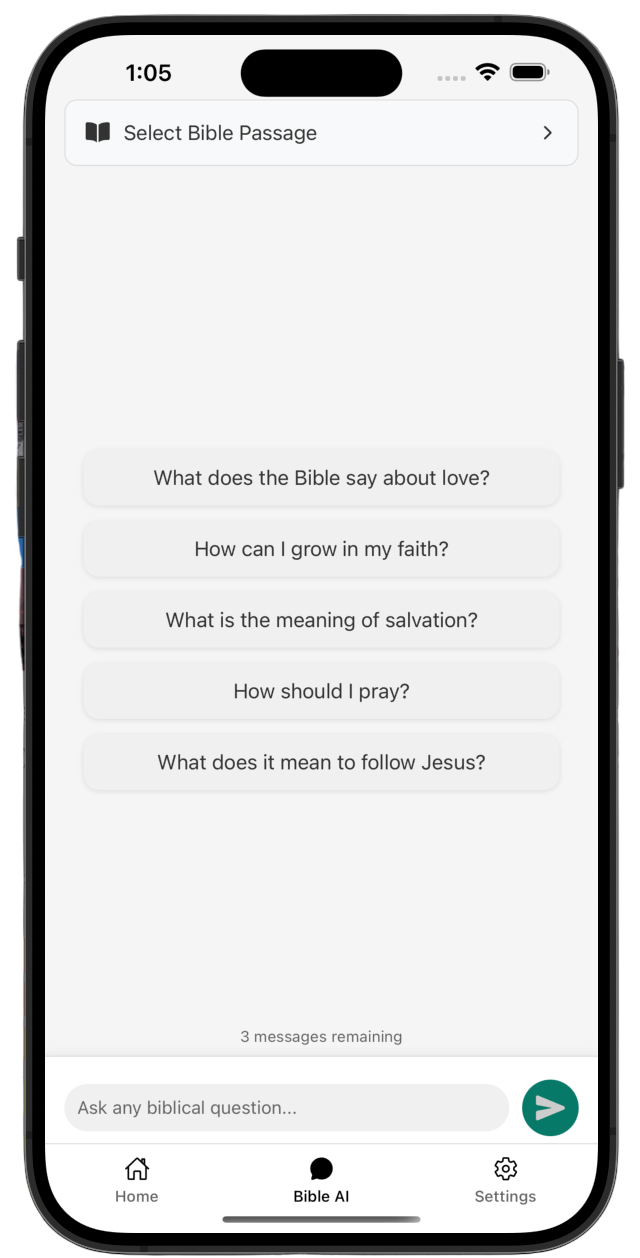 1:05
Select Bible Passage
What does the Bible say about love?
How can I grow in my faith?
What is the meaning of salvation?
How should I pray?
What does it mean to follow Jesus?
3 messages remaining
Ask any biblical question...
Home
Bible AI
Settings